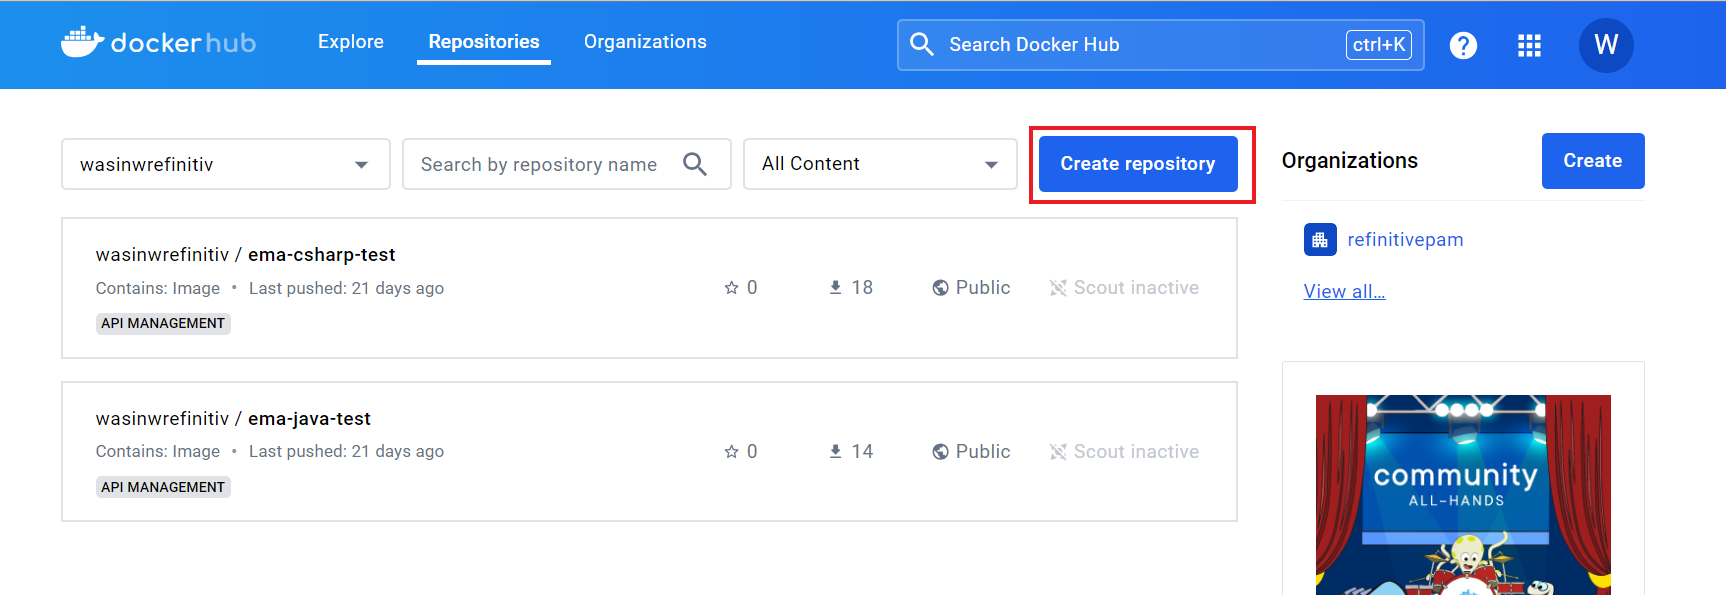 dockerhub
Explore
Repositories
Organizations
Search Docker Hub
ctrl+K
?
W
wasinwrefinitiv
Search by repository name
All Content
Create repository
wasinwrefinitiv / ema-csharp-test
Contains: Image • Last pushed: 21 days ago
0
18
Public
Scout inactive
API MANAGEMENT
wasinwrefinitiv / ema-java-test
Contains: Image • Last pushed: 21 days ago
0
14
Public
Scout inactive
API MANAGEMENT
Organizations
Create
refinitivepam
View all...
community
ALL-HANDS